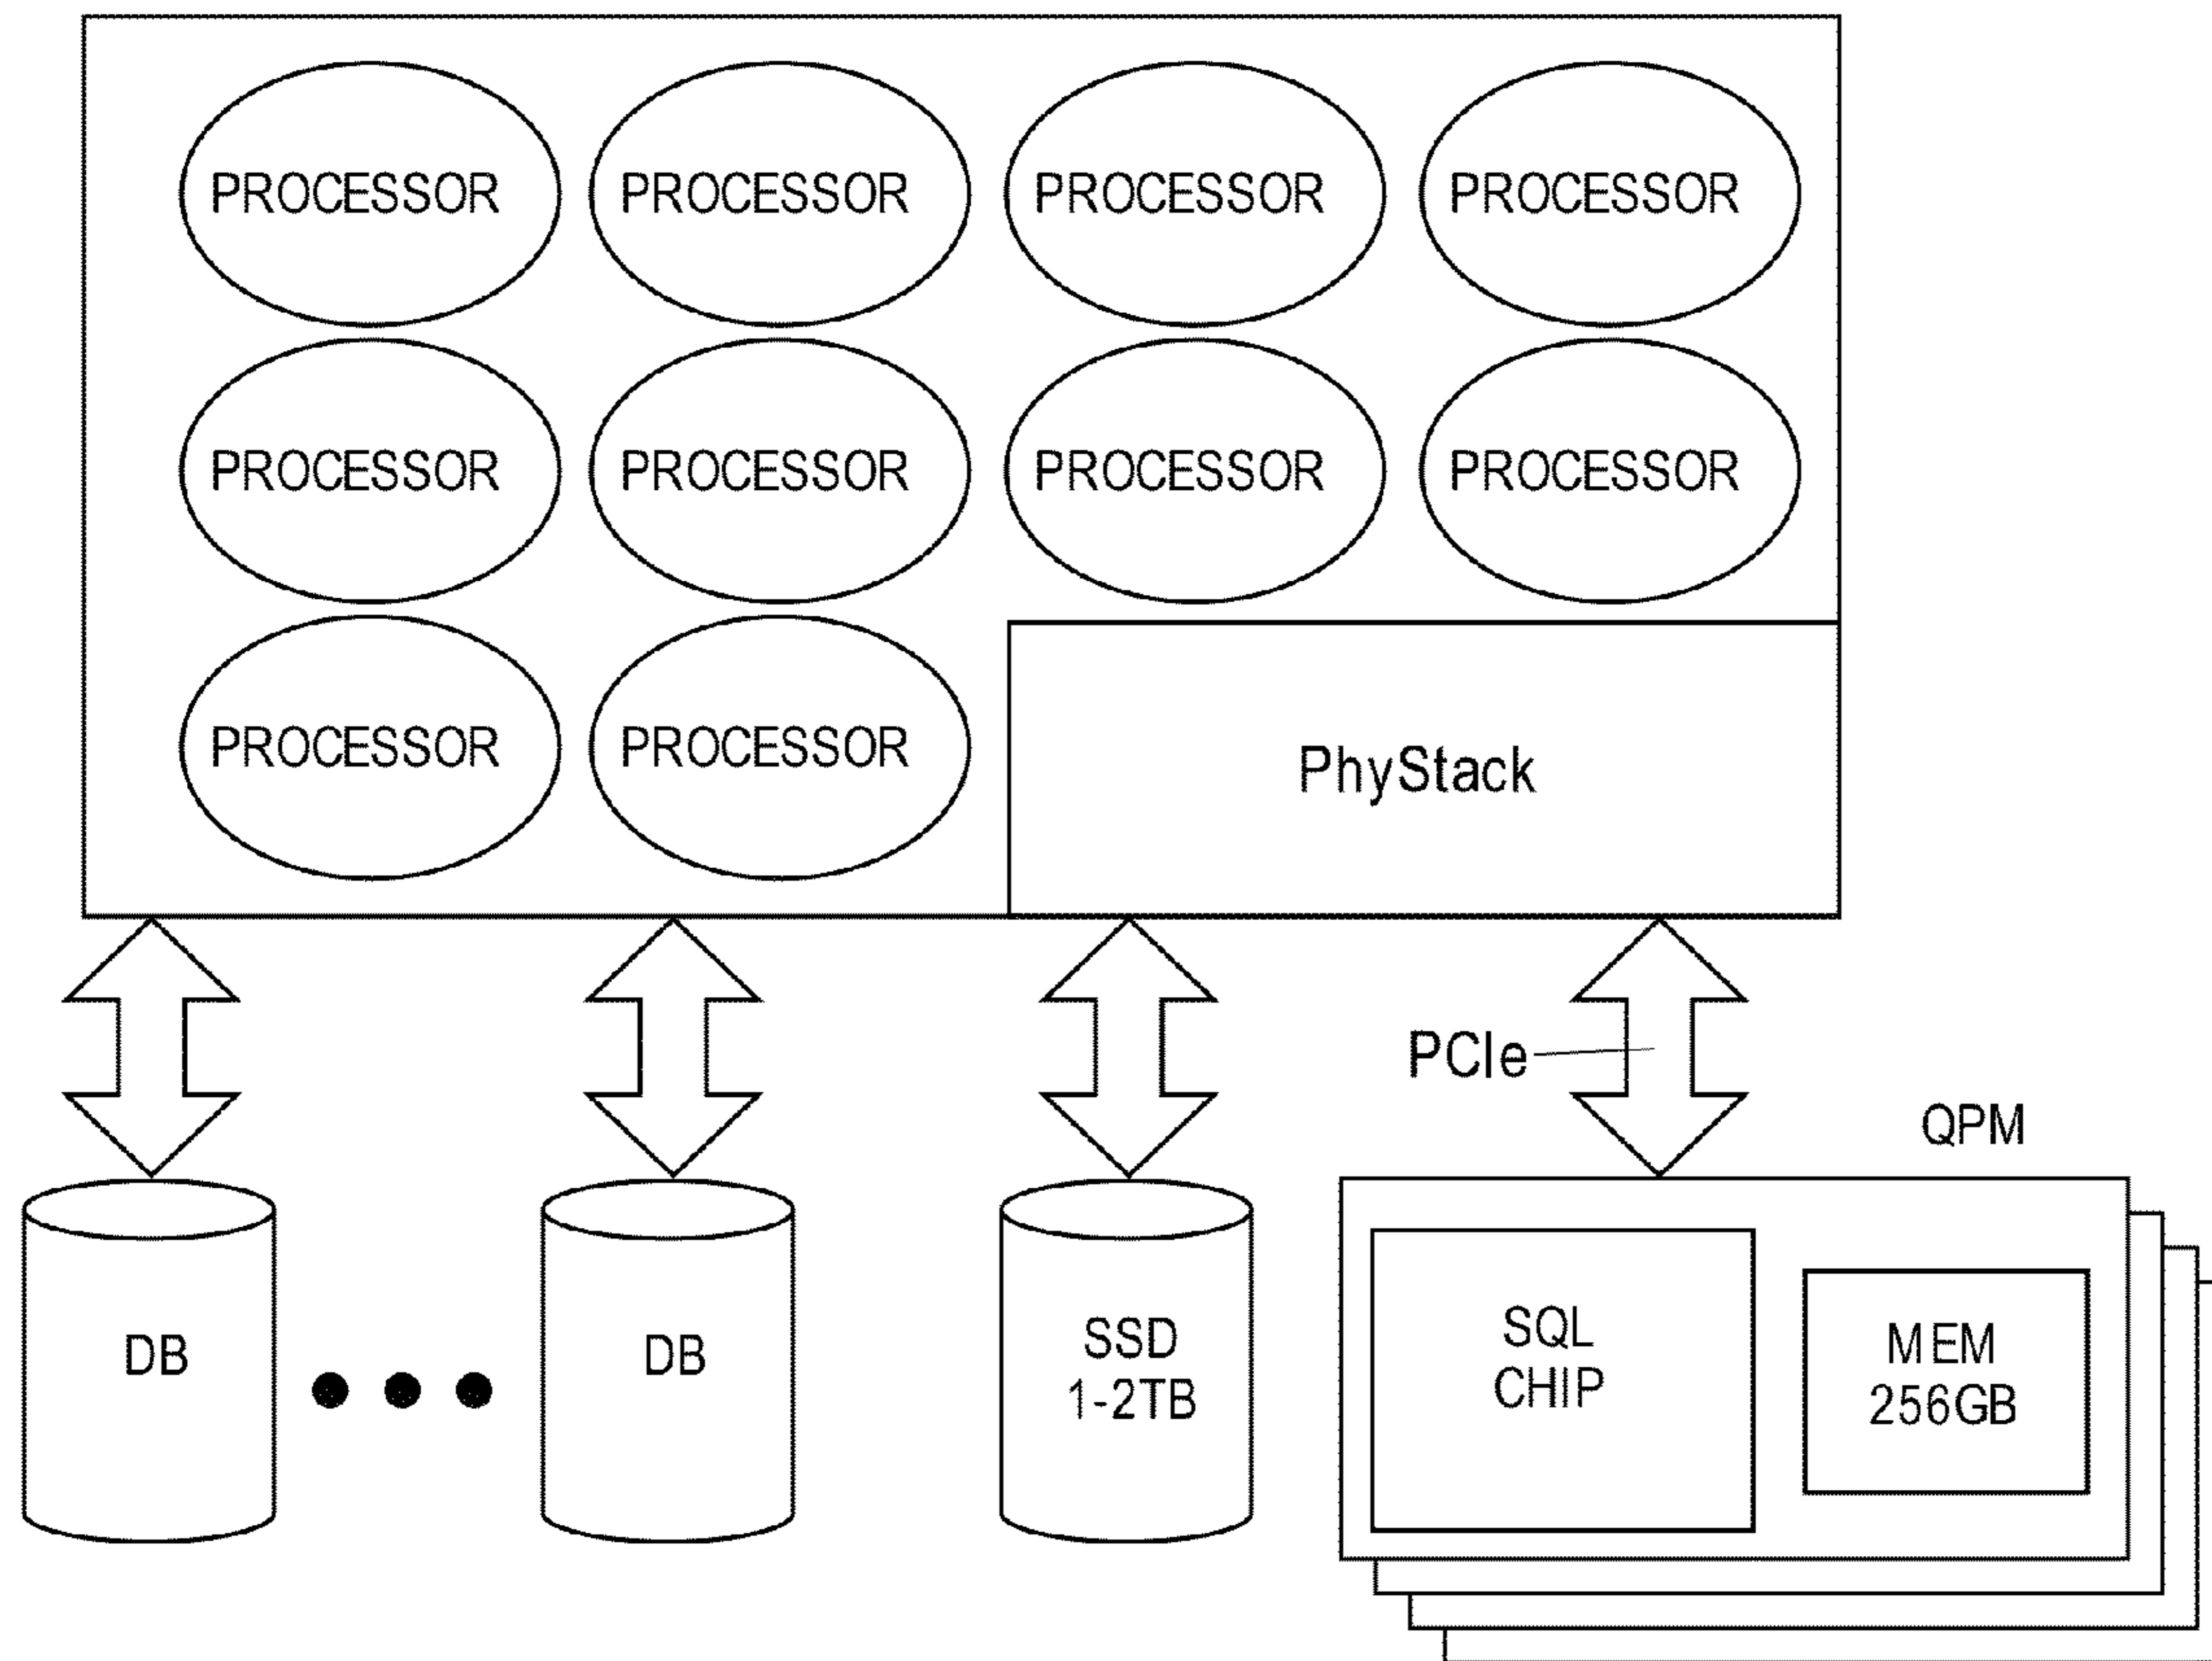 PROCESSOR
PROCESSOR
PROCESSOR
PROCESSOR
PROCESSOR
PROCESSOR
PROCESSOR
PROCESSOR
PROCESSOR
PROCESSOR
PhyStack
PCIe
QPM
DB
DB
SSD
1-2TB
SQL
CHIP
MEM
256GB